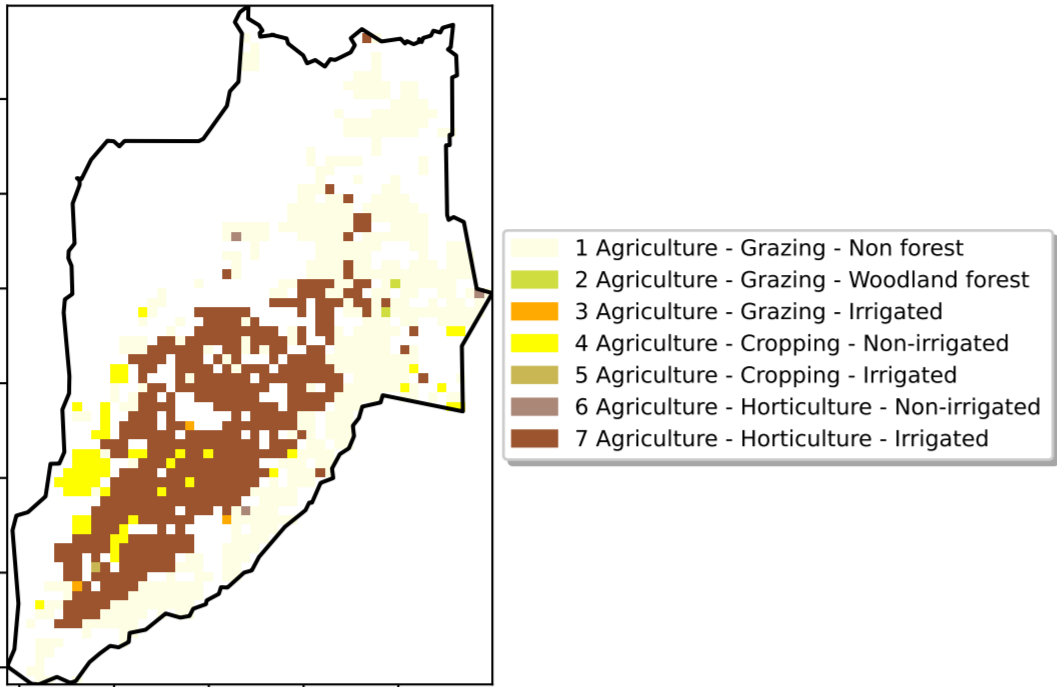 1 Agriculture - Grazing - Non forest
2 Agriculture - Grazing - Woodland forest
3 Agriculture - Grazing - Irrigated
4 Agriculture - Cropping - Non-irrigated
5 Agriculture - Cropping - Irrigated
6 Agriculture - Horticulture - Non-irrigated
7 Agriculture - Horticulture - Irrigated